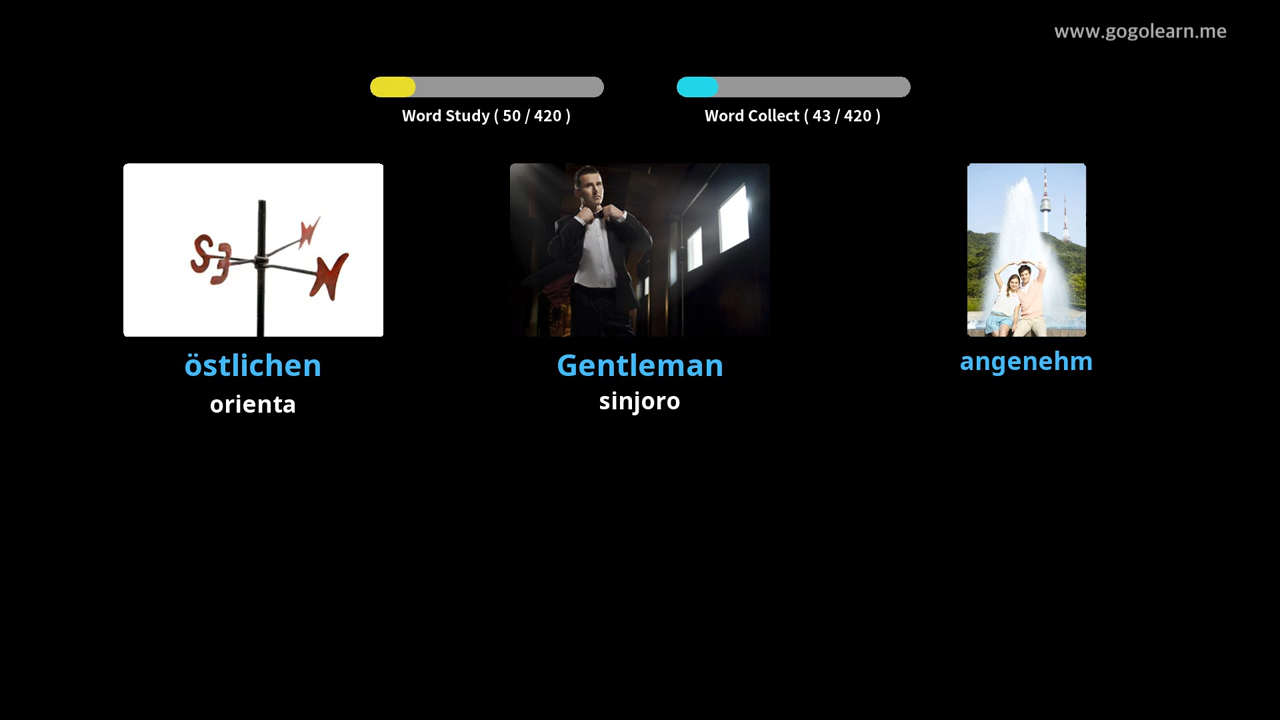 www.gogolearn.me
Word Study ( 50 / 420 )
Word Collect ( 43 / 420 )
S
E
N
W
östlichen
orienta
Gentleman
sinjoro
angenehm